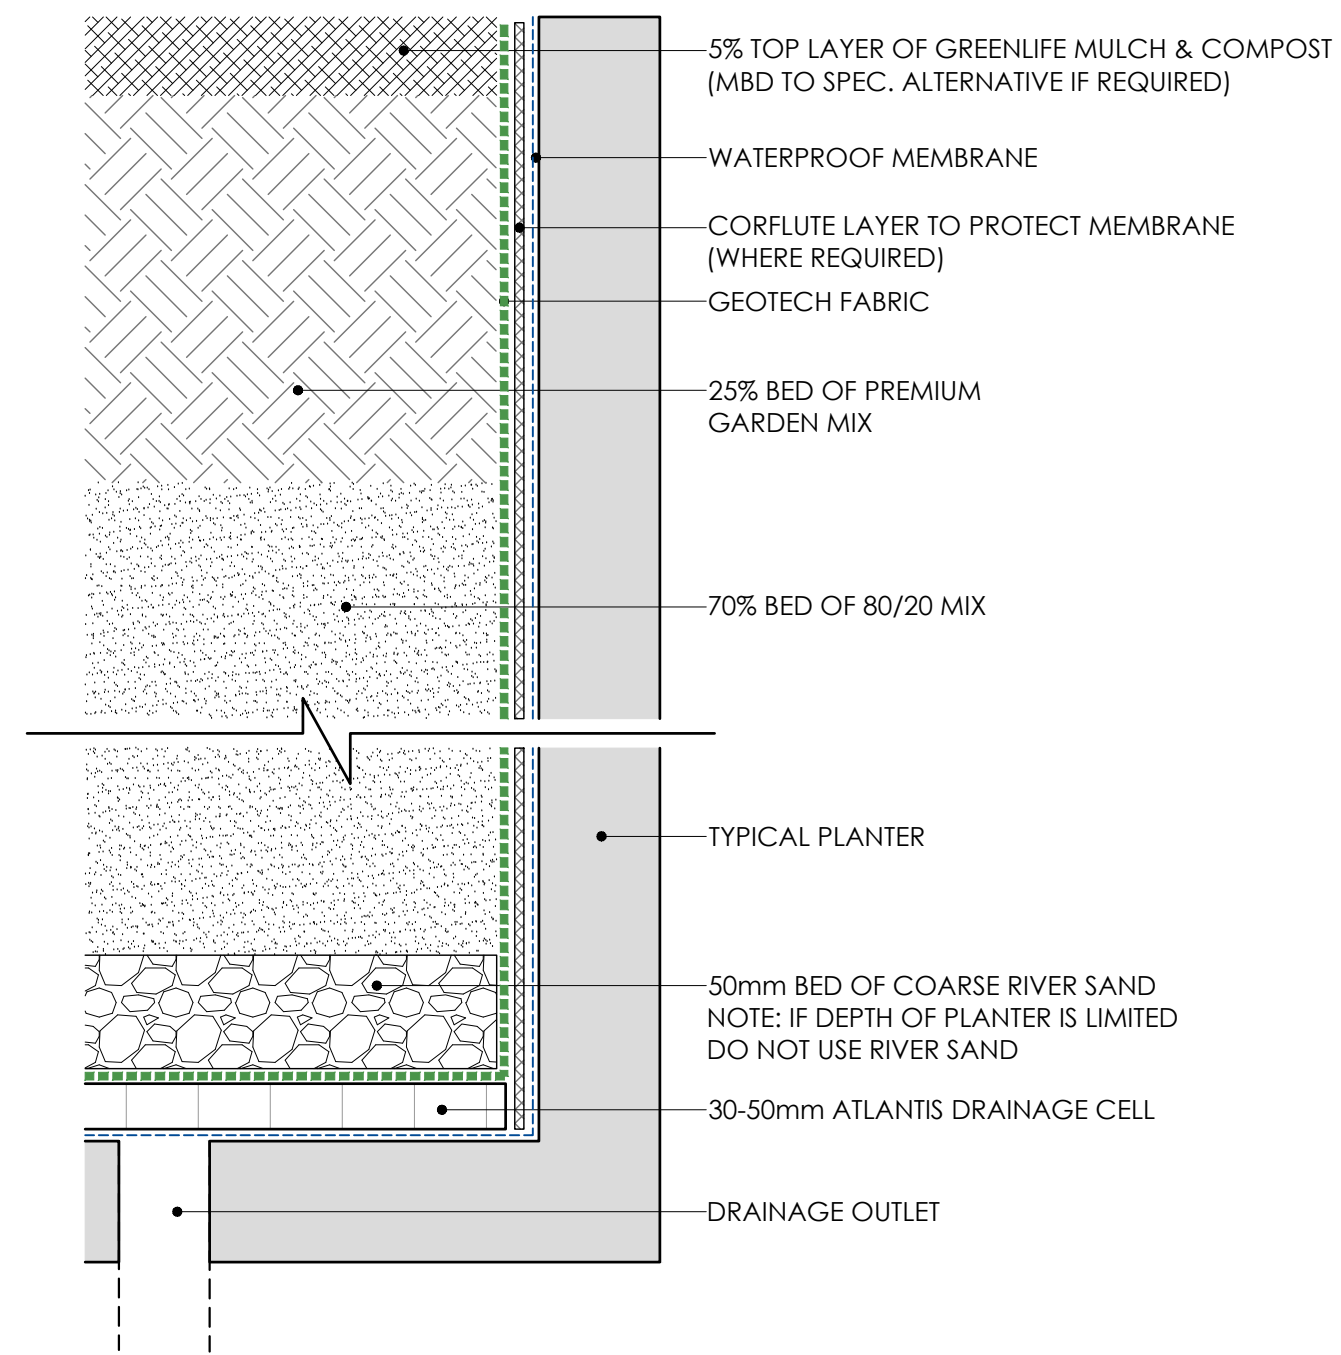 5% TOP LAYER OF GREENLIFE MULCH & COMPOST
(MBD TO SPEC. ALTERNATIVE IF REQUIRED)
WATERPROOF MEMBRANE
CORFLUTE LAYER TO PROTECT MEMBRANE
(WHERE REQUIRED)
GEOTECH FABRIC
25% BED OF PREMIUM
GARDEN MIX
70% BED OF 80/20 MIX
TYPICAL PLANTER
50mm BED OF COARSE RIVER SAND
NOTE: IF DEPTH OF PLANTER IS LIMITED
DO NOT USE RIVER SAND
30-50mm ATLANTIS DRAINAGE CELL
DRAINAGE OUTLET